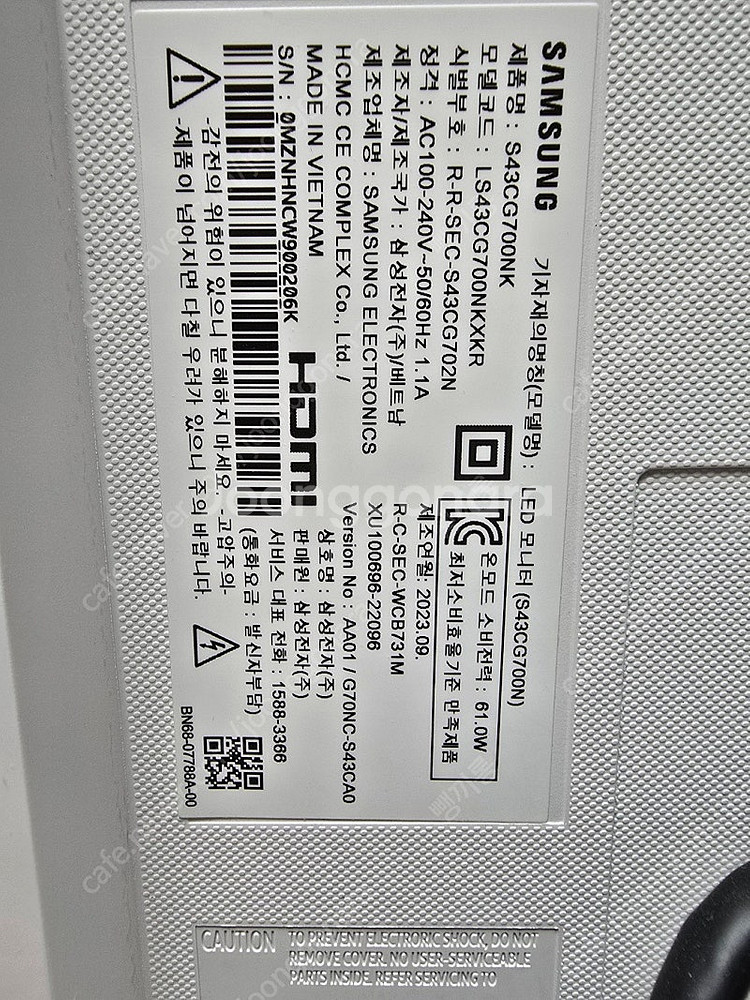 SAMSUNG
기자재의명칭(모델명) : LED 모니터 (S43CG700N)
제품명 : S43CG700NK
모델코드 : LS43CG700NKXKR
식별부호 : R-R-SEC-S43CG702N
정격 : AC100-240V~50/60Hz 1.1A
제조자/제조국가 : 삼성전자(주)/베트남
제조업체명 : SAMSUNG ELECTRONICS
HCMC CE COMPLEX Co., Ltd. /
MADE IN VIETNAM
S/N : 0MZNHNCW900206K
HDMI
온모드 소비전력 : 61.0W
최저소비효율기준 만족제품
제조연월: 2023.09.
R-C-SEC-WCB731M
XU100696-22096
Version No : AA01 / G70NC-S43CA0
상호명 : 삼성전자(주)
판매원 : 삼성전자(주)
서비스 대표 전화 : 1588-3366
(통화요금 : 발신자부담)
-감전의 위험이 있으니 분해하지 마세요. 고압주의-
-제품이 넘어지면 다칠 우려가 있으니 주의 바랍니다.
BN68-07788A-00
CAUTION
TO PREVENT ELECTRIC SHOCK, DO NOT
REMOVE COVER. NO USER-SERVICEABLE
PARTS INSIDE. REFER SERVICING TO
joonggonara